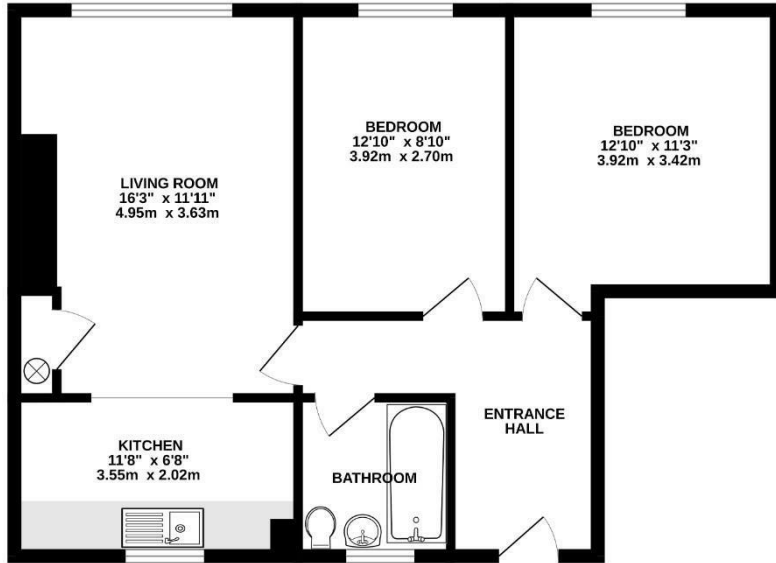 BEDROOM
12'10" x 8'10"
3.92m x 2.70m
BEDROOM
12'10" x 11'3"
3.92m x 3.42m
LIVING ROOM
16'3" x 11'11"
4.95m x 3.63m
KITCHEN
11'8" x 6'8"
3.55m x 2.02m
BATHROOM
ENTRANCE
HALL